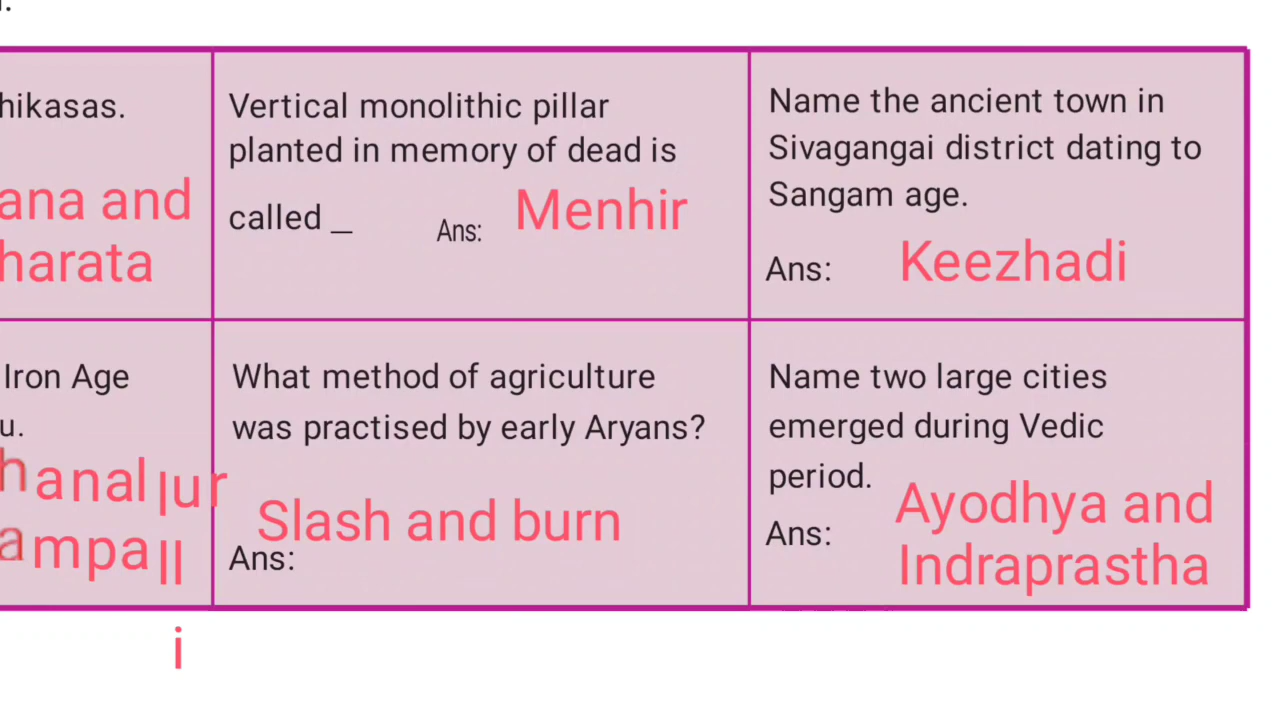 hikasas.
ana and
harata
Vertical monolithic pillar
planted in memory of dead is
called _ Ans: Menhir
Name the ancient town in
Sivagangai district dating to
Sangam age.
Ans: Keezhadi
Iron Age
u.
hanallur
ampall
i
What method of agriculture
was practised by early Aryans?
Slash and burn
Ans:
Name two large cities
emerged during Vedic
period.
Ayodhya and
Ans:
Indraprastha